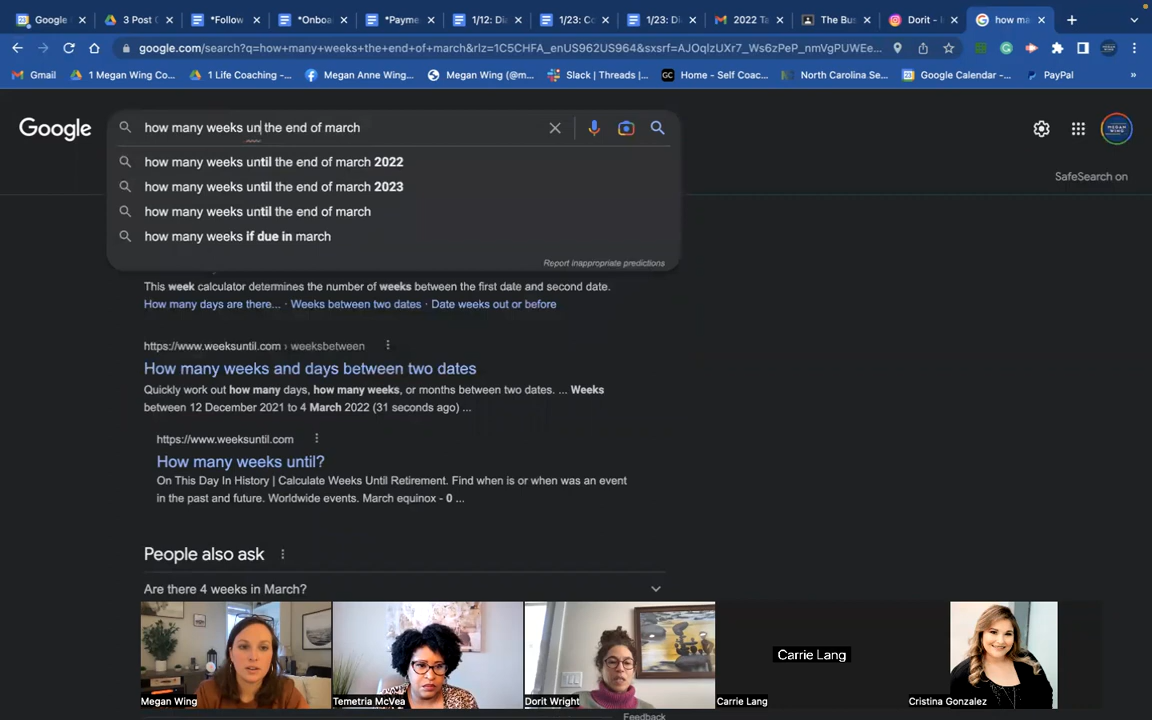 Google
3 Post C
*Follow
*Onbo
*Payme
1/12: Di
1/23: Co
1/23: Di
2022 Ta
The Bus
Dorit -
how ma
google.com/search?q=how+many+weeks+the+end+of+march&rlz=1C5CHFA_enUS962US964&sxsrf=AJOqlzUXr7_Ws6zPeP_nmVgPUWEe...
Gmail
1 Megan Wing Co...
1 Life Coaching -...
Megan Anne Wing...
Megan Wing (@m...
Slack | Threads |...
Home - Self Coac...
North Carolina Se...
Google Calendar -...
PayPal
»
Google
how many weeks un the end of march
how many weeks until the end of march 2022
how many weeks until the end of march 2023
how many weeks until the end of march
how many weeks if due in march
Report inappropriate predictions
SafeSearch on
This week calculator determines the number of weeks between the first date and second date.
How many days are there... · Weeks between two dates · Date weeks out or before
https://www.weeksuntil.com › weeksbetween
How many weeks and days between two dates
Quickly work out how many days, how many weeks, or months between two dates. ... Weeks
between 12 December 2021 to 4 March 2022 (31 seconds ago) ...
https://www.weeksuntil.com
How many weeks until?
On This Day In History | Calculate Weeks Until Retirement. Find when is or when was an event
in the past and future. Worldwide events. March equinox - 0 ...
People also ask
Are there 4 weeks in March?
Carrie Lang
Megan Wing
Temetria McVea
Dorit Wright
Carrie Lang
Cristina Gonzalez
Feedback